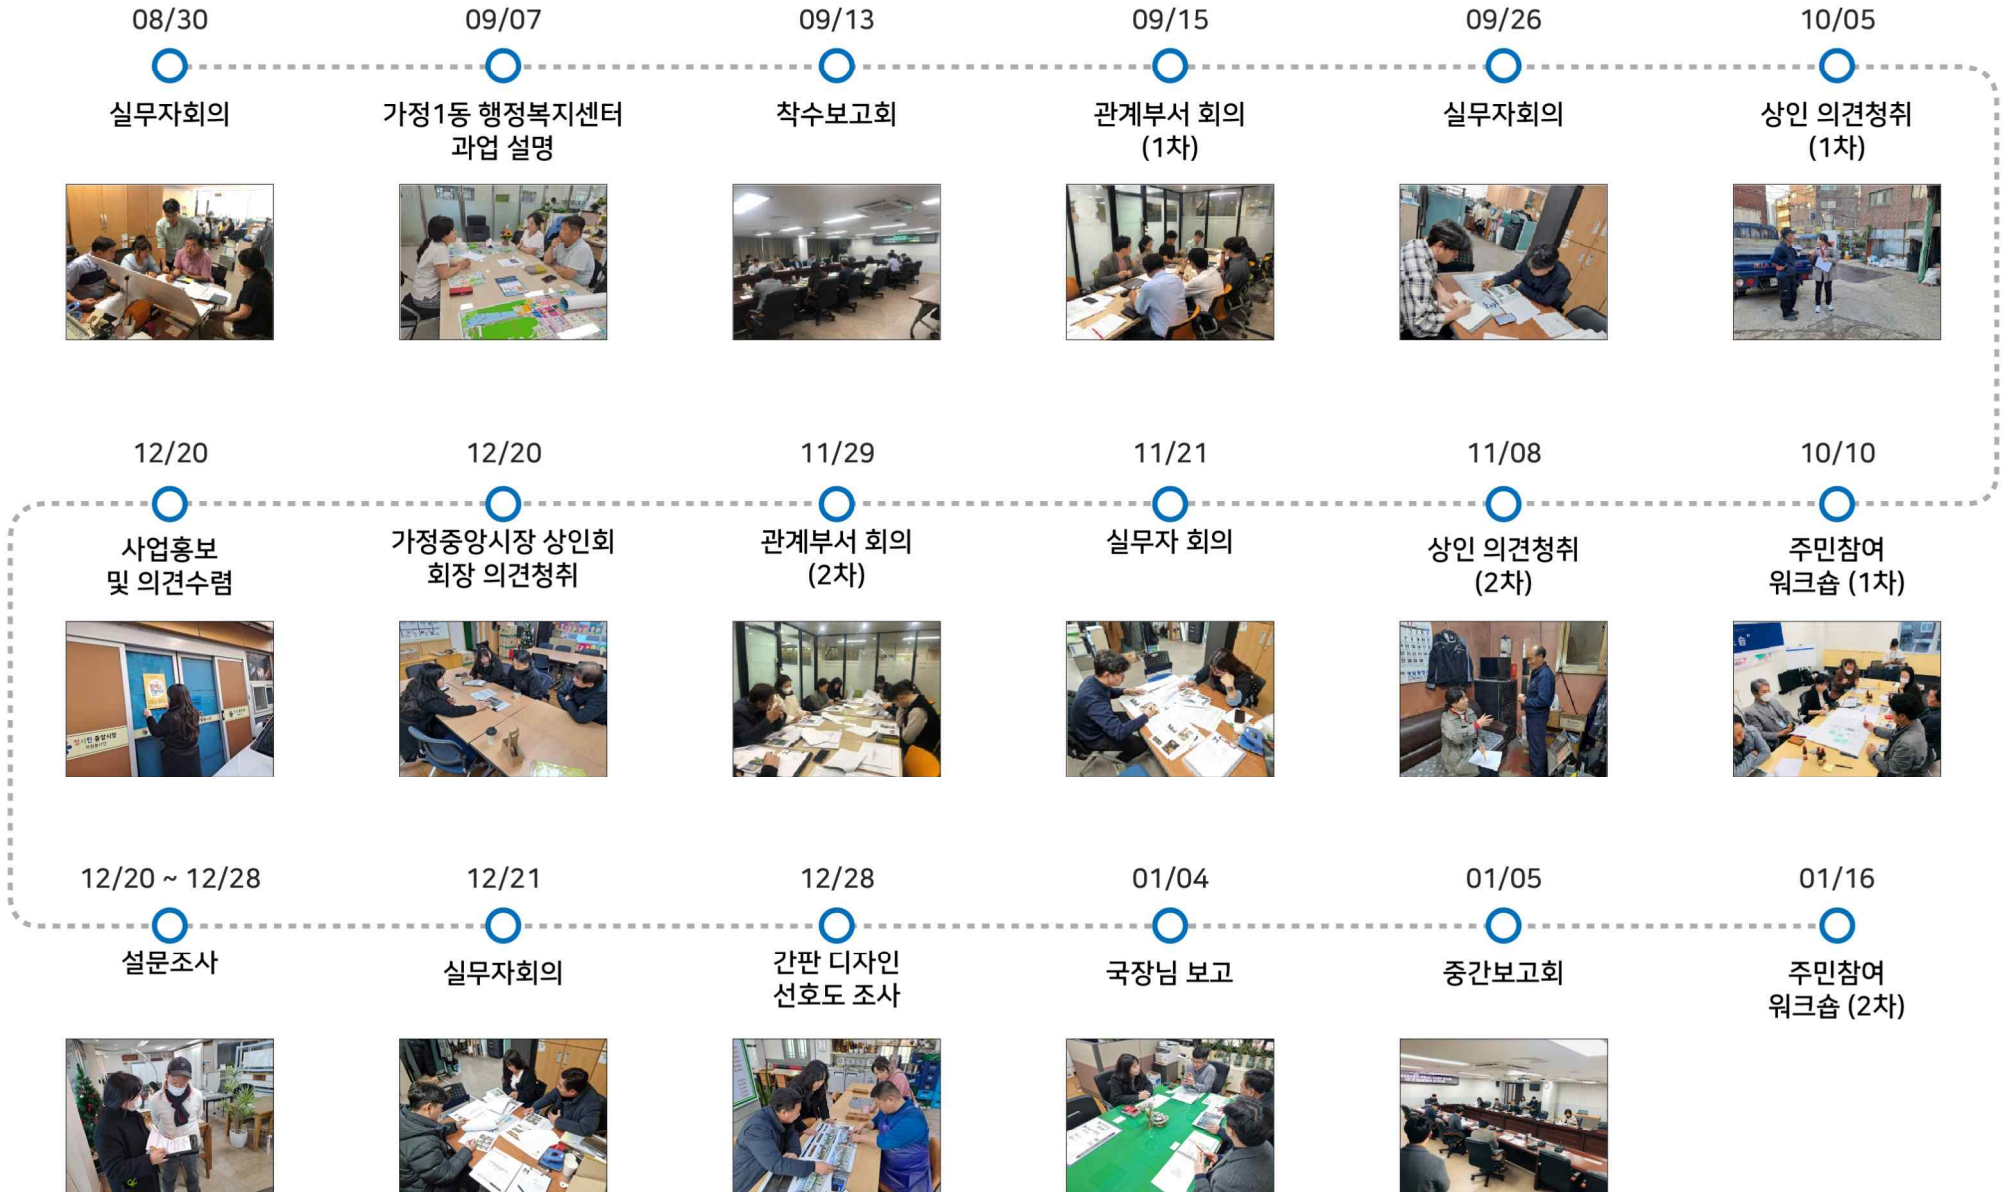 08/30
09/07
09/13
09/15
09/26
10/05
실무자회의
가정1동 행정복지센터
과업 설명
착수보고회
관계부서 회의
(1차)
실무자회의
상인 의견청취
(1차)
12/20
12/20
11/29
11/21
11/08
10/10
사업홍보
및 의견수렴
가정중앙시장 상인회
회장 의견청취
관계부서 회의
(2차)
실무자 회의
상인 의견청취
(2차)
주민참여
워크숍 (1차)
12/20 ~ 12/28
12/21
12/28
01/04
01/05
01/16
설문조사
실무자회의
간판 디자인
선호도 조사
국장님 보고
중간보고회
주민참여
워크숍 (2차)